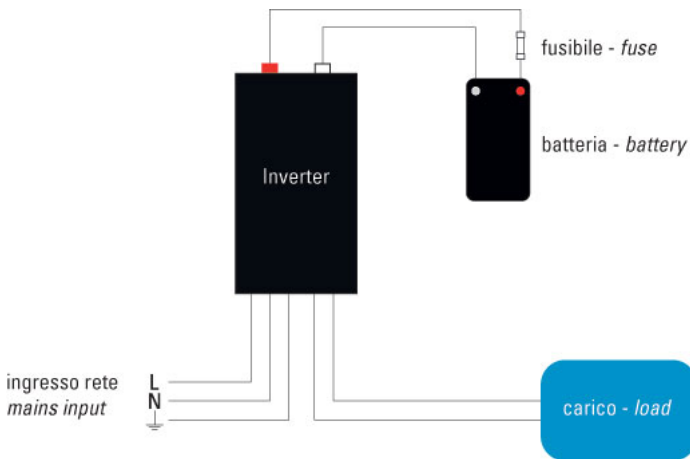 fusibile - fuse
batteria - battery
Inverter
ingresso rete
mains input
L
N
carico - load